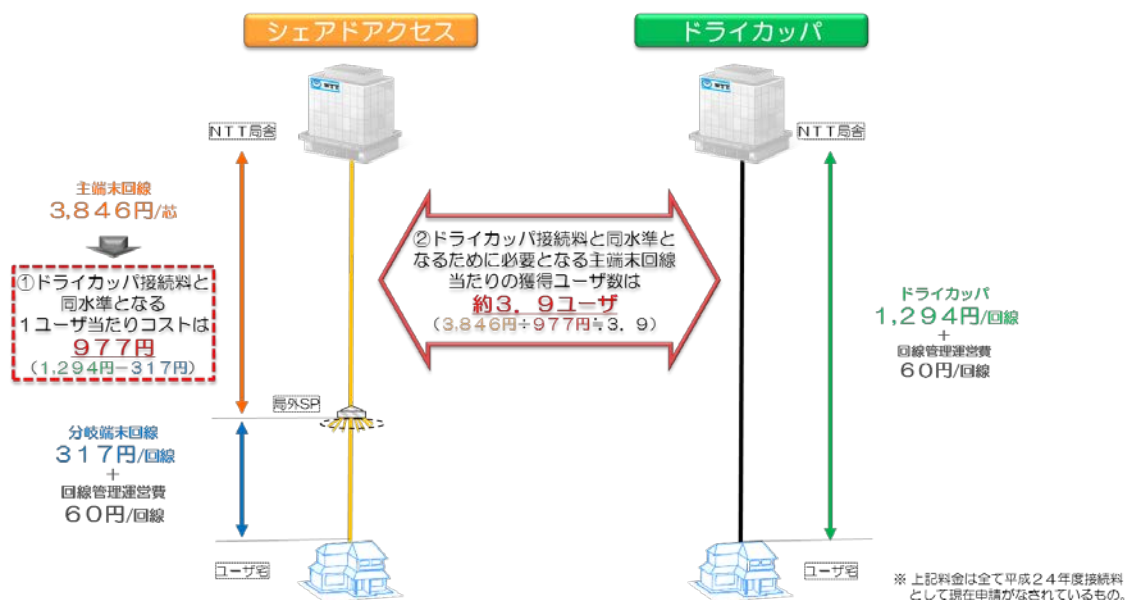 シェアドアクセス
ドライカッパ
NTT
NTT
NTT局舎
NTT局舎
主端末回線
3,846円/芯
①ドライカッパ接続料と
同水準となる
1ユーザ当たりコストは
977円
(1,294円−317円)
②ドライカッパ接続料と同水準と
なるために必要となる主端末回線
当たりの獲得ユーザ数は
約3.9ユーザ
(3,846円÷977円≒3.9)
ドライカッパ
1,294円/回線
+
回線管理運営費
60円/回線
局外SP
分岐端末回線
317円/回線
+
回線管理運営費
60円/回線
ユーザ宅
ユーザ宅
※ 上記料金は全て平成24年度接続料
として現在申請がなされているもの。